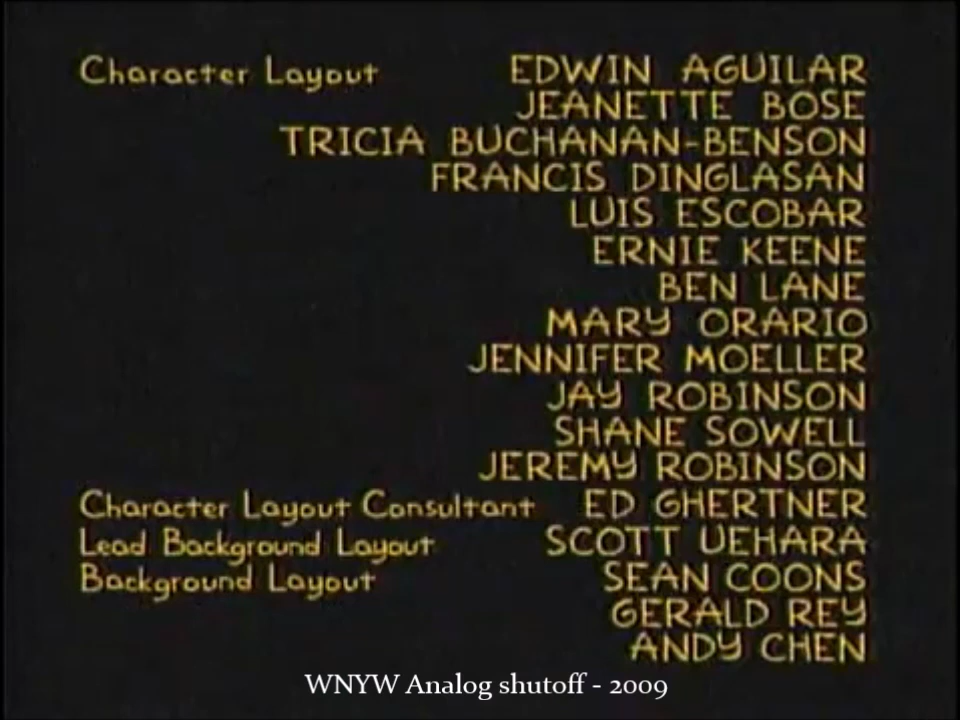 Character Layout EDWIN AGUILAR
JEANETTE BOSE
TRICIA BUCHANAN-BENSON
FRANCIS DINGLASAN
LUIS ESCOBAR
ERNIE KEENE
BEN LANE
MARY ORARIO
JENNIFER MOELLER
JAY ROBINSON
SHANE SOWELL
JEREMY ROBINSON
Character Layout Consultant ED GHERTNER
Lead Background Layout SCOTT UEHARA
Background Layout SEAN COONS
GERALD REY
ANDY CHEN
WNYW Analog shutoff - 2009